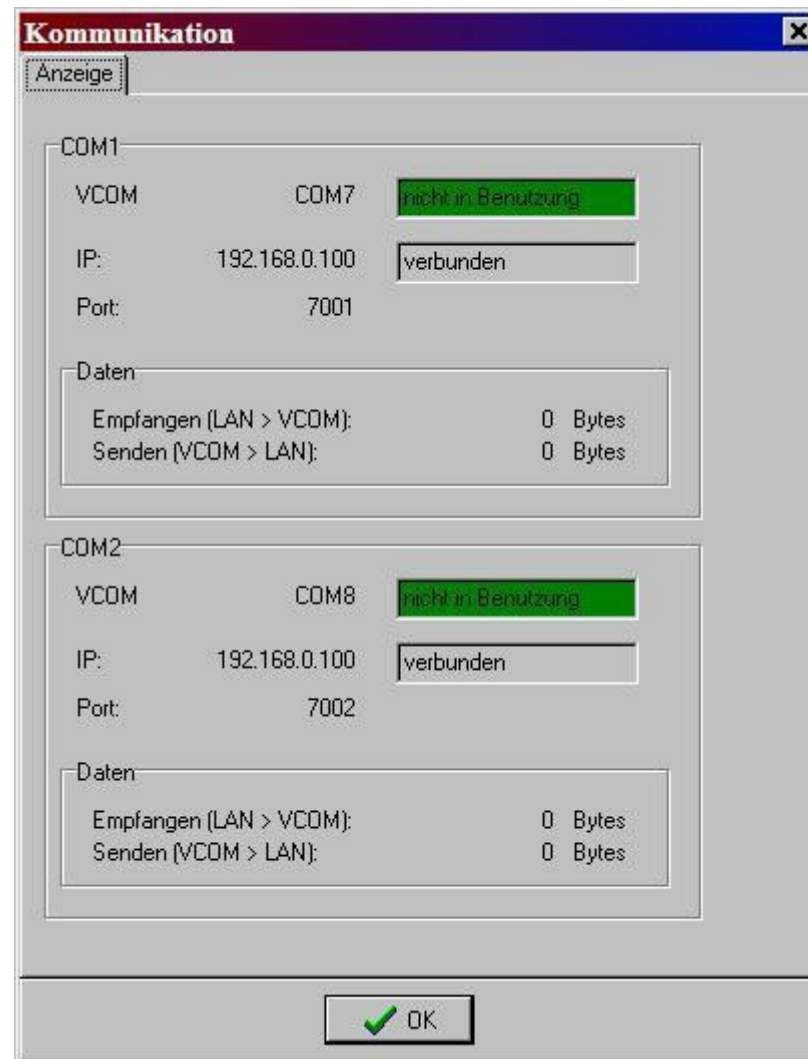 Kommunikation
Anzeige
COM1
VCOM COM7 nicht in Benutzung
IP: 192.168.0.100 verbunden
Port: 7001
Daten
Empfangen (LAN > VCOM): 0 Bytes
Senden (VCOM > LAN): 0 Bytes
COM2
VCOM COM8 nicht in Benutzung
IP: 192.168.0.100 verbunden
Port: 7002
Daten
Empfangen (LAN > VCOM): 0 Bytes
Senden (VCOM > LAN): 0 Bytes
OK